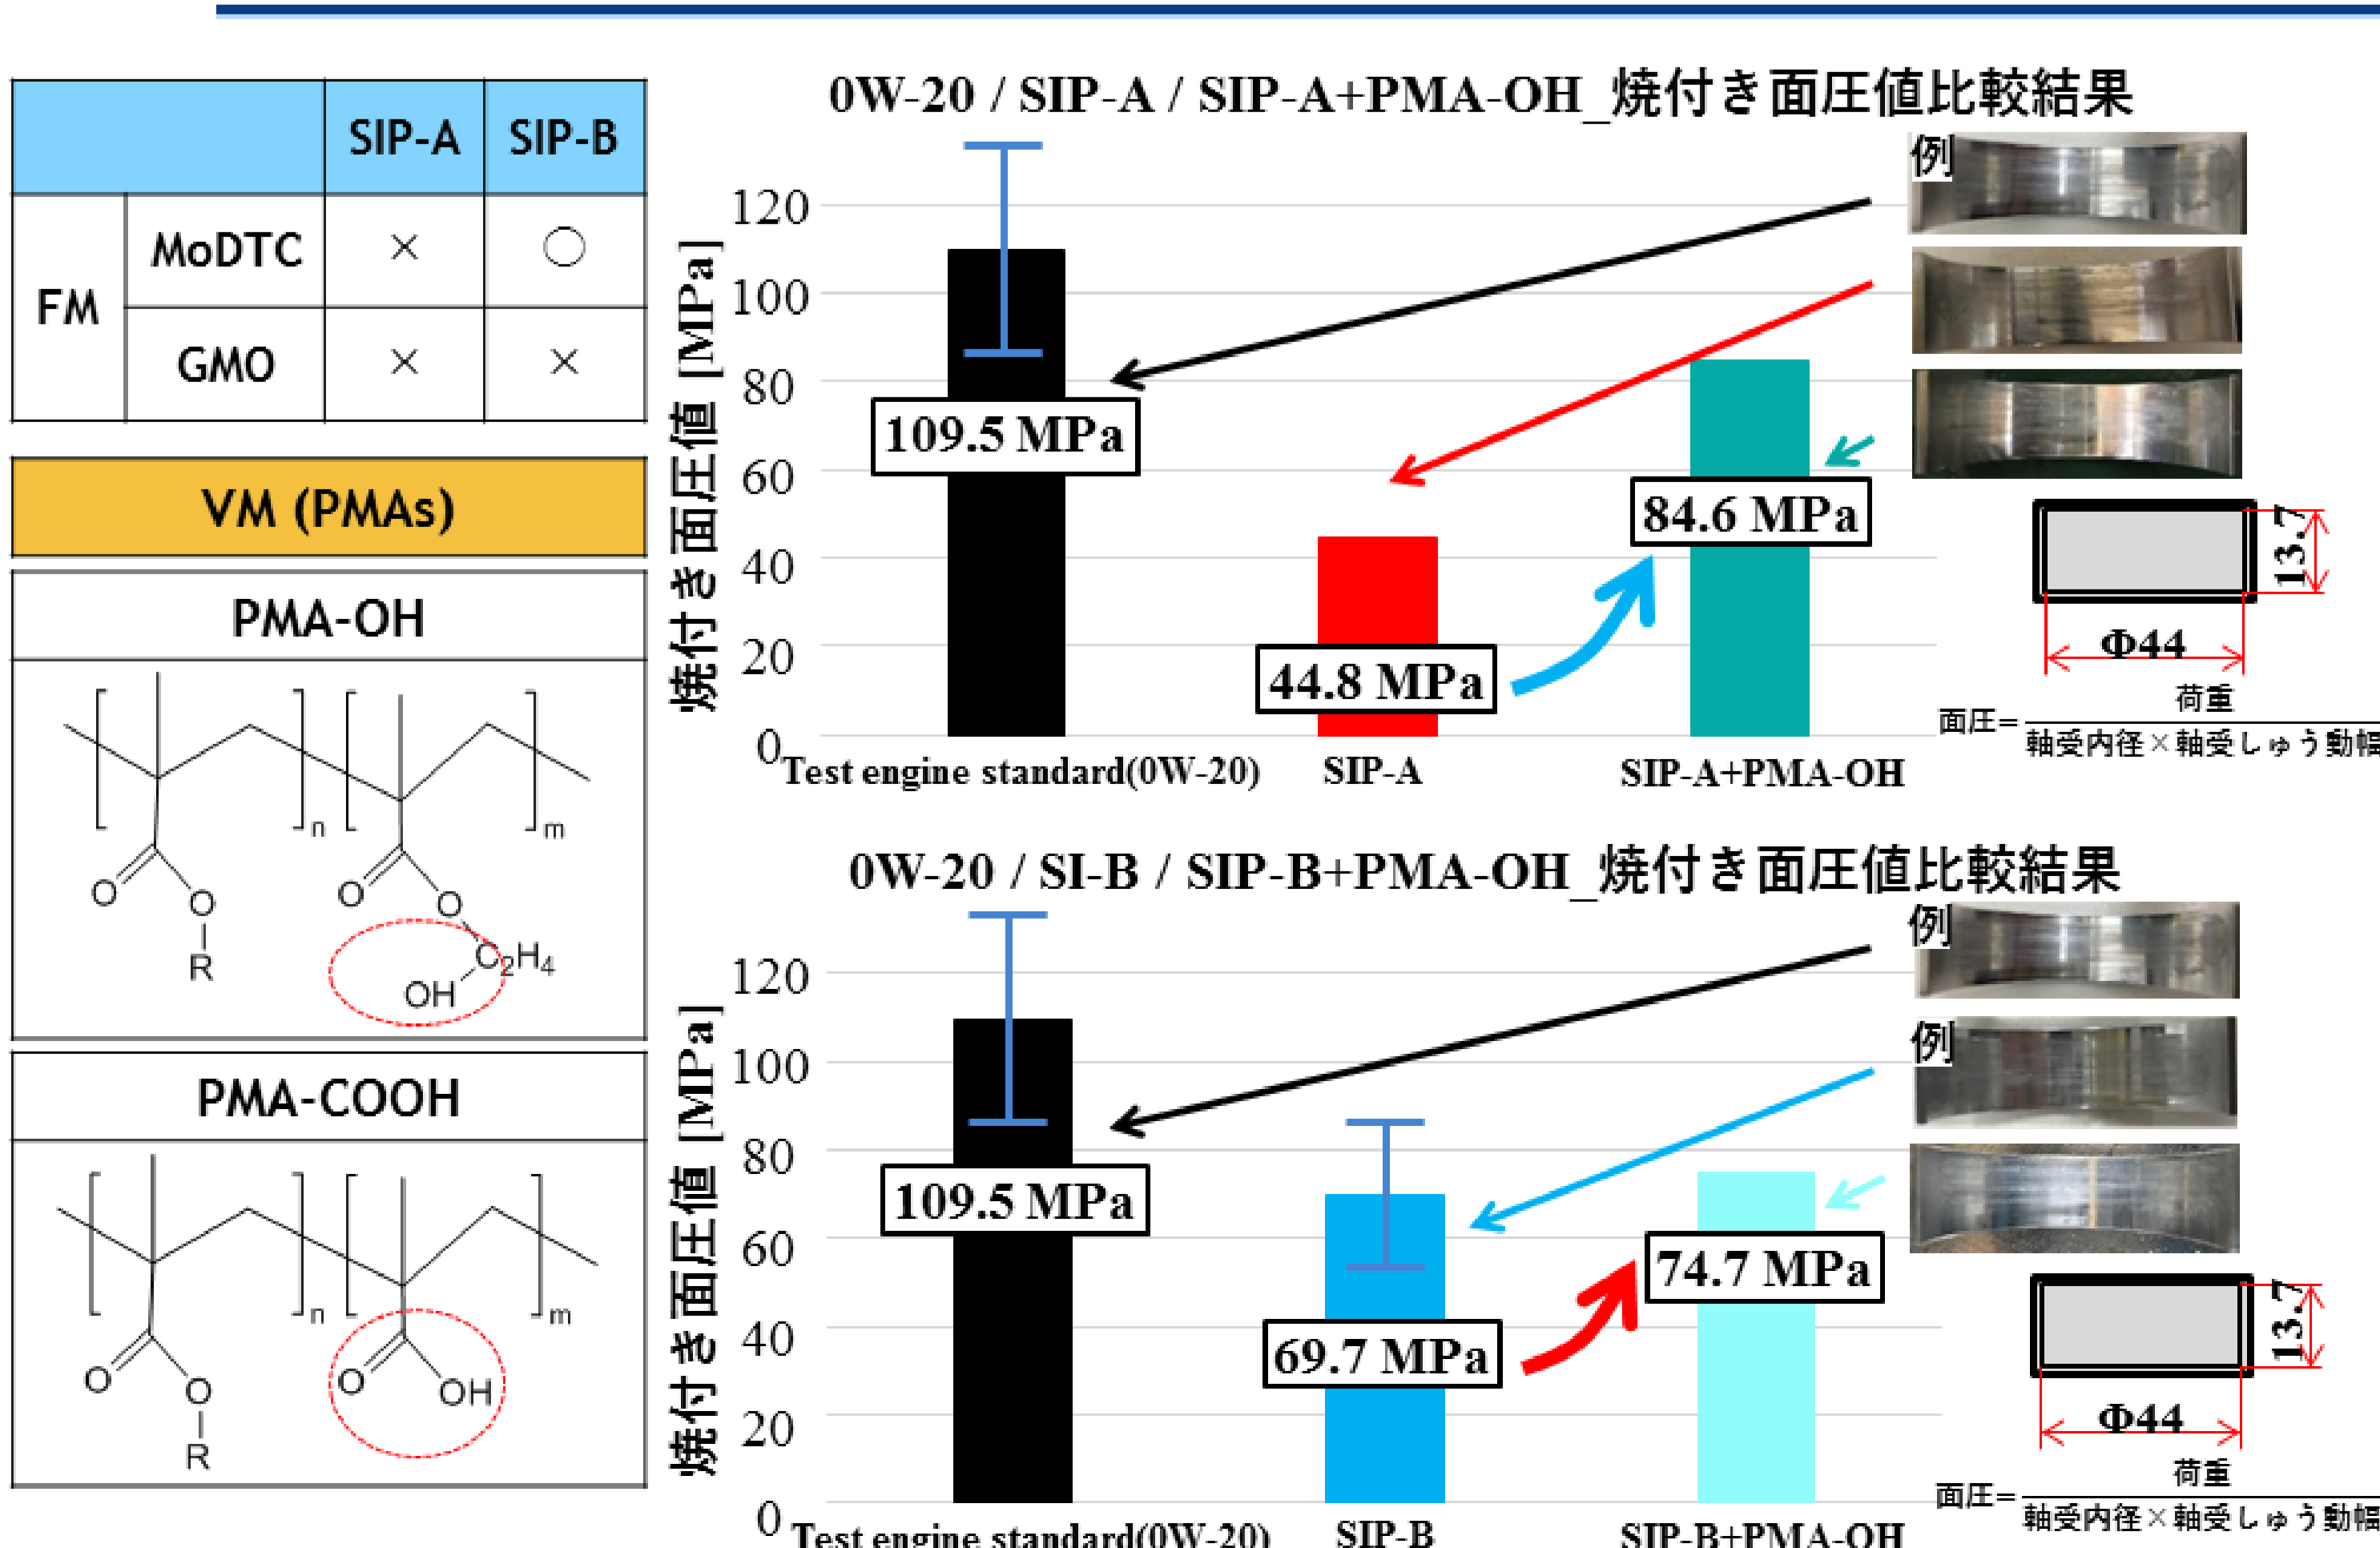 SIP-A SIP-B
FM
MoDTC × ○
GMO × ×
VM (PMAs)
PMA-OH
n
m
O
O
R
O
O
C2H4
OH
PMA-COOH
n
m
O
O
R
O
OH
0W-20 / SIP-A / SIP-A+PMA-OH_焼付き面圧値比較結果
焼付き面圧値 [MPa]
120
100
80
60
40
20
0
109.5 MPa
44.8 MPa
84.6 MPa
Test engine standard(0W-20)
SIP-A
SIP-A+PMA-OH
例
13.7
Φ44
面圧=
荷重
軸受内径×軸受しゅう動幅
0W-20 / SI-B / SIP-B+PMA-OH_焼付き面圧値比較結果
焼付き面圧値 [MPa]
120
100
80
60
40
20
0
109.5 MPa
69.7 MPa
74.7 MPa
Test engine standard(0W-20)
SIP-B
SIP-B+PMA-OH
例
例
13.7
Φ44
面圧=
荷重
軸受内径×軸受しゅう動幅